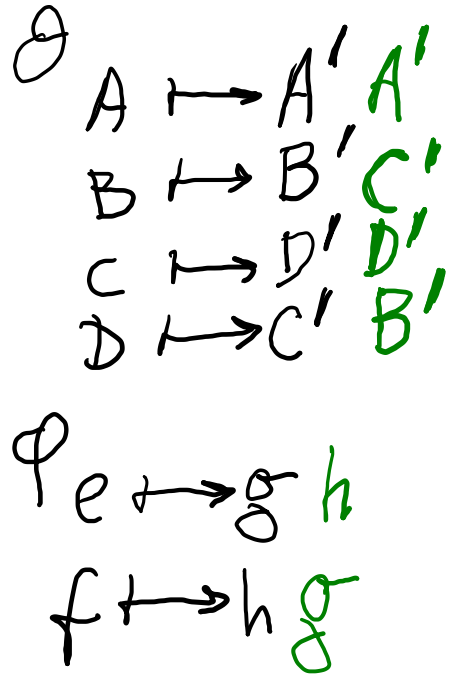 θ
A ↦ A' A'
B ↦ B' C'
C ↦ D' D'
D ↦ C' B'
φ
e ↦ g h
f ↦ h g